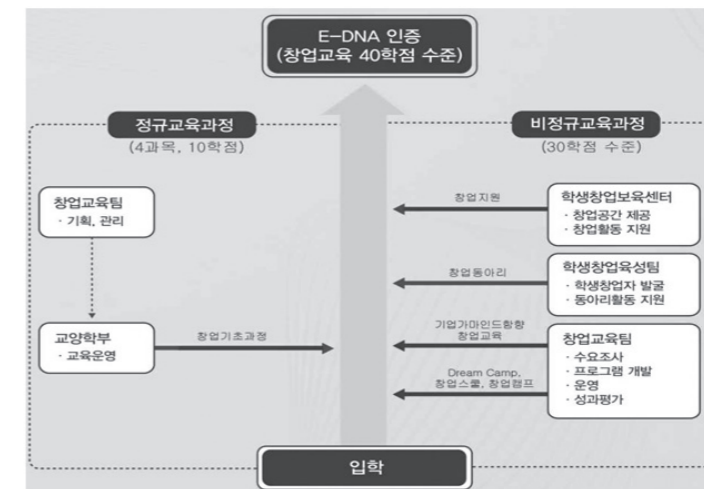 E-DNA 인증
(창업교육 40학점 수준)
정규교육과정
(4과목, 10학점)
창업교육팀
· 기획, 관리
교양학부
· 교육운영
창업기초과정
비정규교육과정
(30학점 수준)
창업지원
학생창업보육센터
· 창업공간 제공
· 창업활동 지원
창업동아리
학생창업육성팀
· 학생창업자 발굴
· 동아리활동 지원
기업가마인드함향
창업교육
Dream Camp,
창업스쿨, 창업캠프
창업교육팀
· 수요조사
· 프로그램 개발
· 운영
· 성과평가
입학